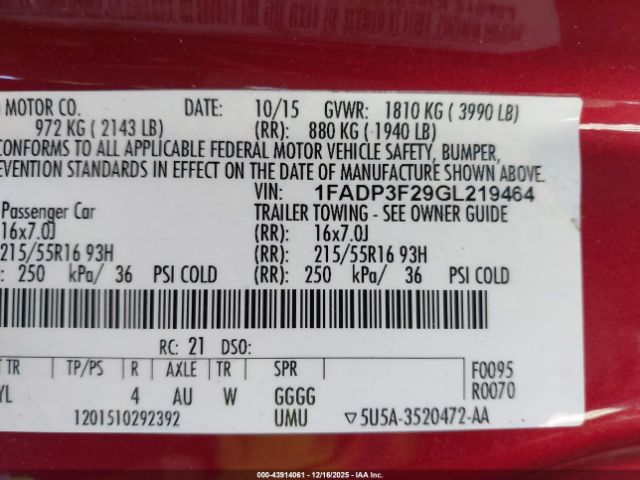 MOTOR CO. DATE: 10/15 GVWR: 1810 KG ( 3990 LB)
972 KG ( 2143 LB) (RR): 880 KG ( 1940 LB)
CONFORMS TO ALL APPLICABLE FEDERAL MOTOR VEHICLE SAFETY, BUMPER,
EVENTION STANDARDS IN EFFECT ON THE DATE OF MANUFACTURE SHOWN ABOVE.
VIN: 1FADP3F29GL219464
Passenger Car TRAILER TOWING - SEE OWNER GUIDE
16x7.0J (RR): 16x7.0J
215/55R16 93H (RR): 215/55R16 93H
: 250 kPa/ 36 PSI COLD (RR): 250 kPa/ 36 PSI COLD
RC: 21 DSO:
T TR TP/PS R AXLE TR SPR F0095
YL 4 AU W GGGG R0070
1201510292392 UMU ▽5U5A-3520472-AA
000-43914061 - 12/16/2025 - IAAI.COM